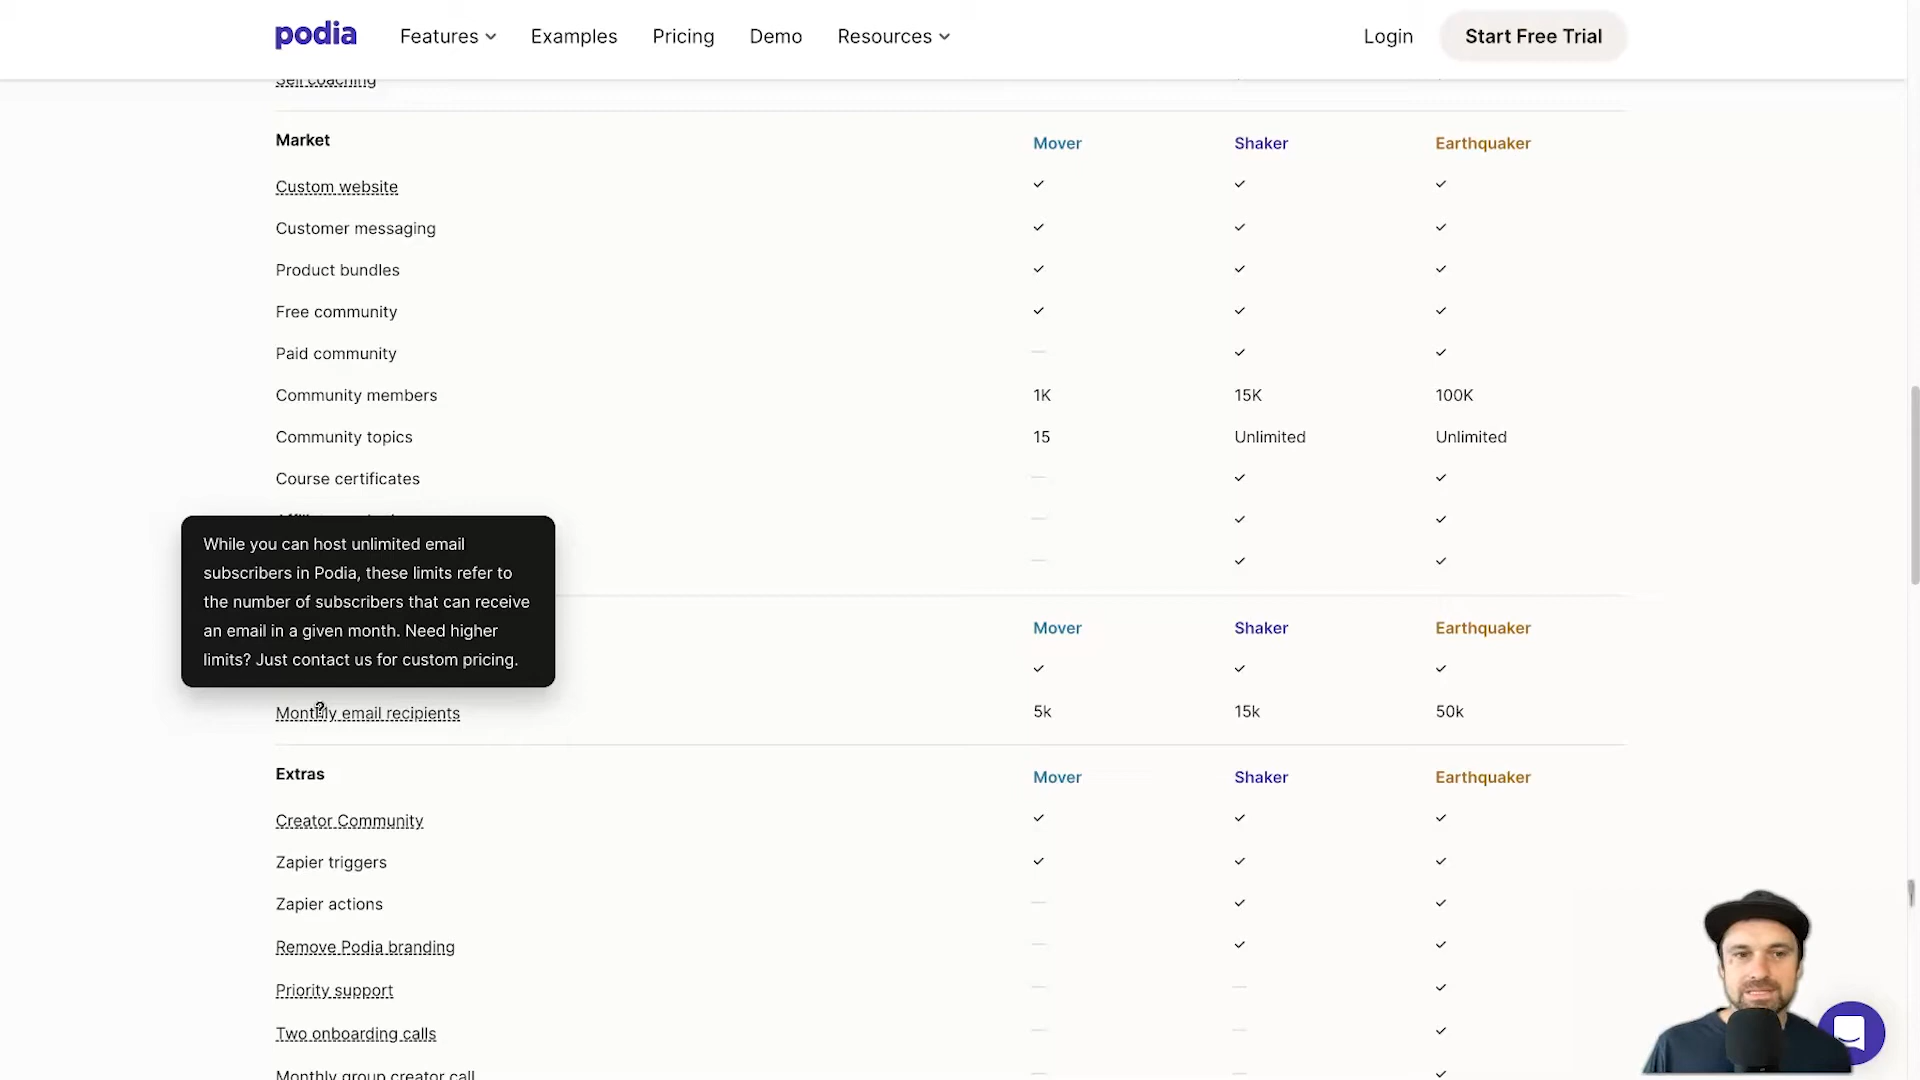 podia
Features
Examples
Pricing
Demo
Resources
Login
Start Free Trial
Sell coaching
Market
Mover
Shaker
Earthquaker
Custom website
Customer messaging
Product bundles
Free community
Paid community
Community members
1K
15K
100K
Community topics
15
Unlimited
Unlimited
Course certificates
While you can host unlimited email
subscribers in Podia, these limits refer to
the number of subscribers that can receive
an email in a given month. Need higher
limits? Just contact us for custom pricing.
Mover
Shaker
Earthquaker
Monthly email recipients
5k
15k
50k
Extras
Mover
Shaker
Earthquaker
Creator Community
Zapier triggers
Zapier actions
Remove Podia branding
Priority support
Two onboarding calls
Monthly group creator call